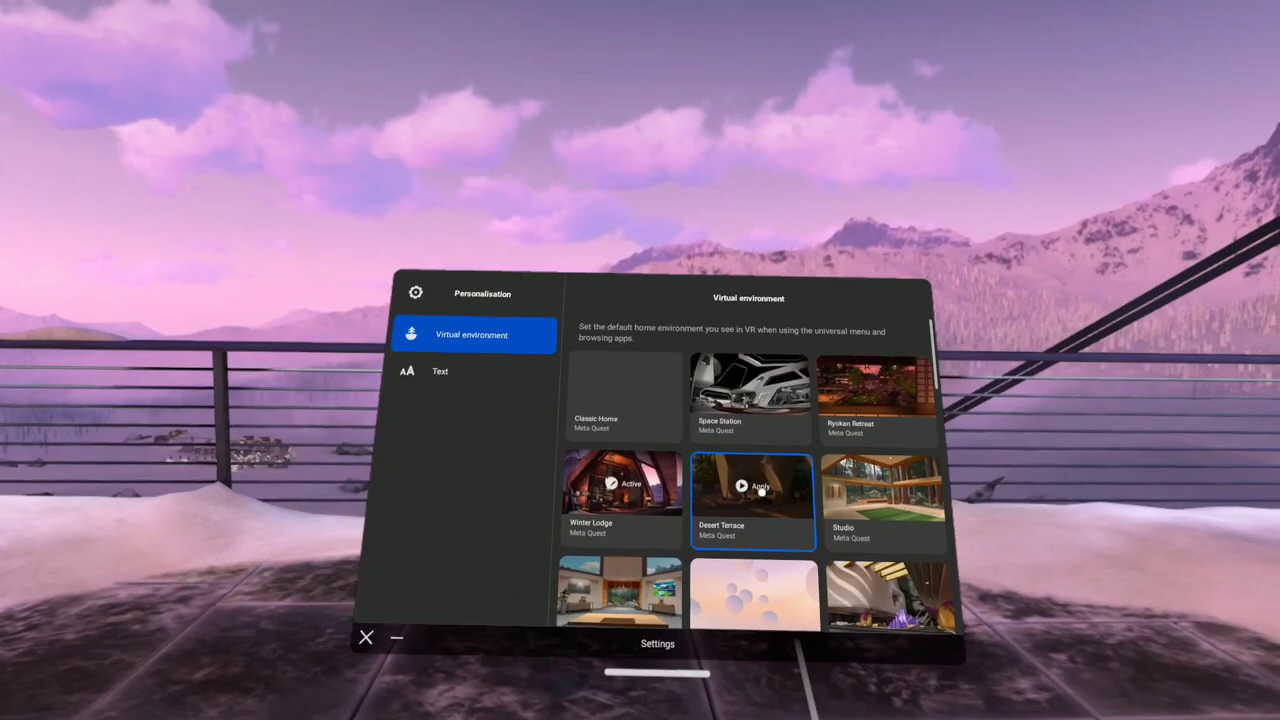 Personalisation
Virtual environment
Text
Virtual environment
Set the default home environment you see in VR when using the universal menu and
browsing apps.
Classic Home
Meta Quest
Space Station
Meta Quest
Ryokan Retreat
Meta Quest
Active
Winter Lodge
Meta Quest
Apply
Desert Terrace
Meta Quest
Studio
Meta Quest
Settings